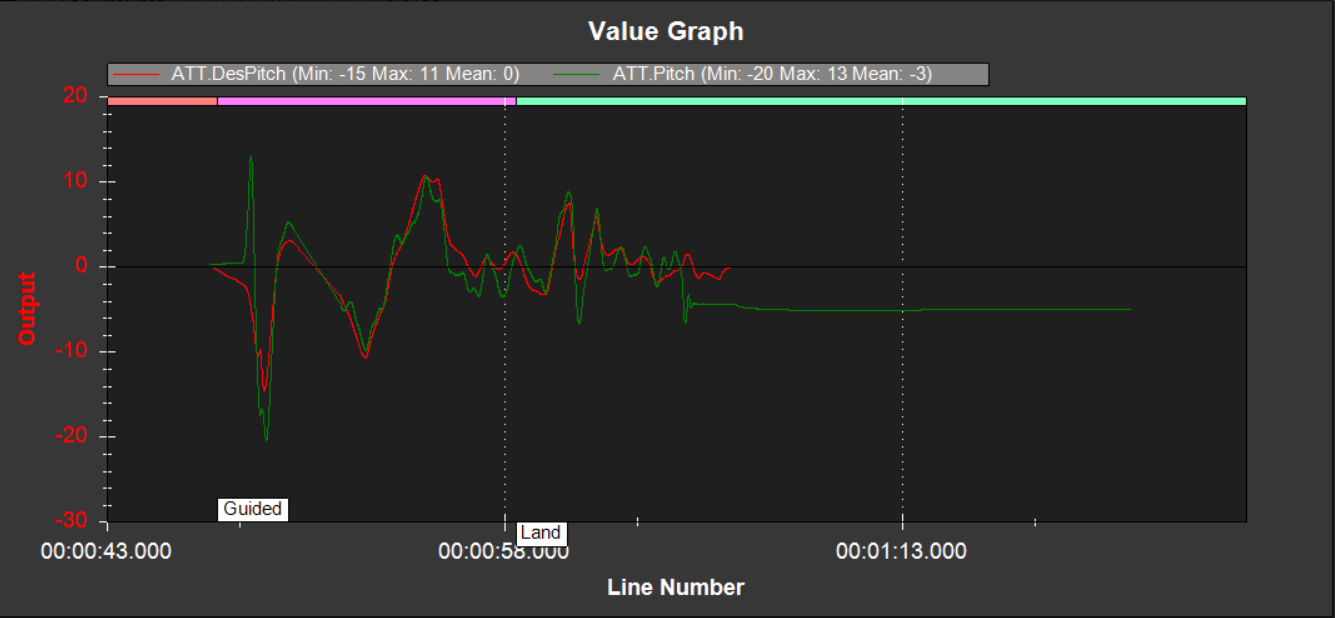 Value Graph
ATT.DesPitch (Min: -15 Max: 11 Mean: 0) ATT.Pitch (Min: -20 Max: 13 Mean: -3)
20
10
0
-10
-20
-30
Output
Guided
Land
00:00:43.000 00:00:58.000 00:01:13.000
Line Number